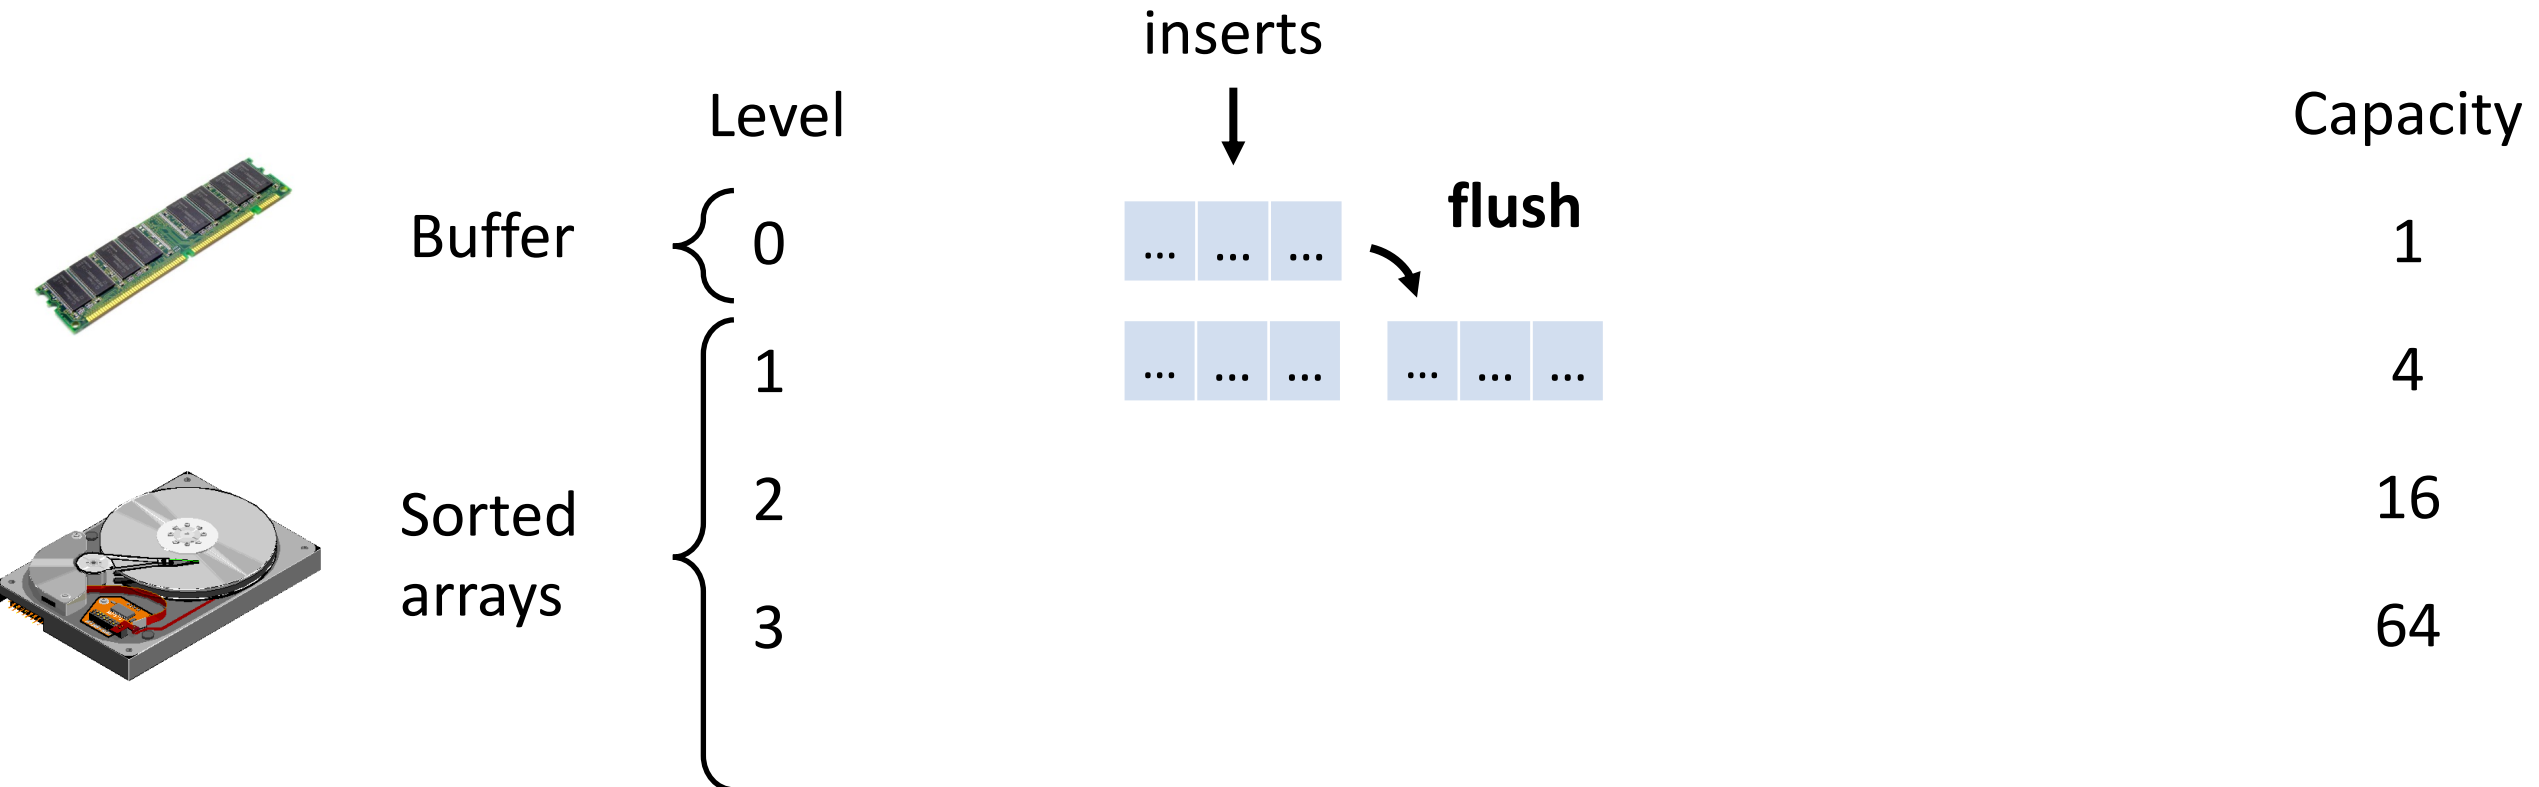 inserts
Level
Capacity
Buffer
0
... ... ...
flush
1
1
... ... ...
... ... ...
4
Sorted
arrays
2
16
3
64